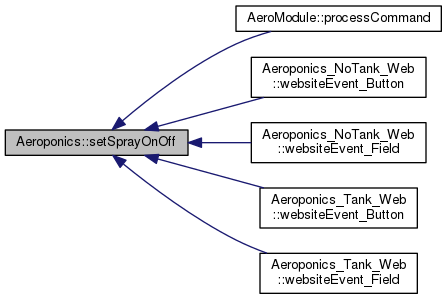 AeroModule::processCommand
Aeroponics_NoTank_Web
::websiteEvent_Button
Aeroponics::setSprayOnOff
Aeroponics_NoTank_Web
::websiteEvent_Field
Aeroponics_Tank_Web
::websiteEvent_Button
Aeroponics_Tank_Web
::websiteEvent_Field